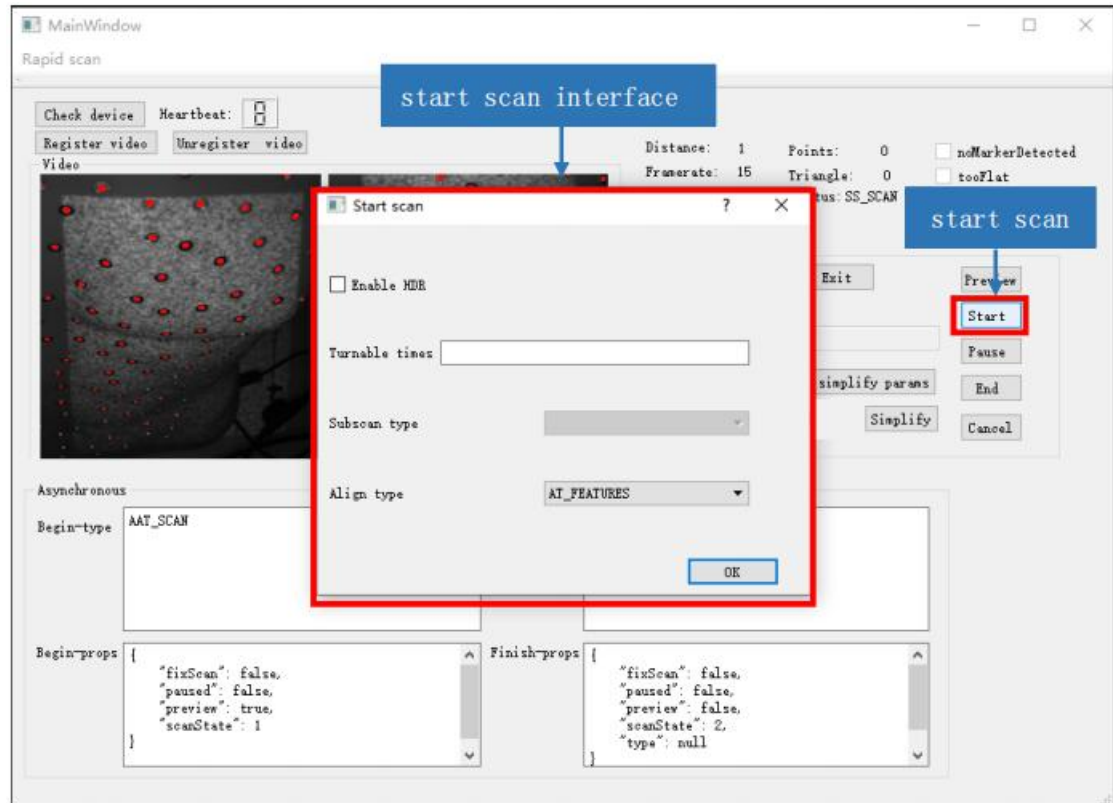 MainWindow
Rapid scan
start scan interface
Check device Heartbeat: 0
Register video Unregister video
Video
Distance: 1 Points: 0 noMarkerDetected
Framerate: 15 Triangle: 0 tooFlat
SS_SCAN
start scan
Start scan ? X
Enable HDR
Exit
Preview
Start
Turnable times
Pause
simplify params
End
Subscan type
Simplify
Cancel
Align type AT_FEATURES
OK
Asynchronous
Begin-type AAT_SCAN
Begin-props {
"fixScan": false,
"paused": false,
"preview": true,
"scanState": 1
}
Finish-props {
"fixScan": false,
"paused": false,
"preview": false,
"scanState": 2,
"type": null
}